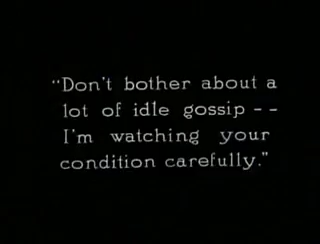 "Don't bother about a
lot of idle gossip - -
I'm watching your
condition carefully."